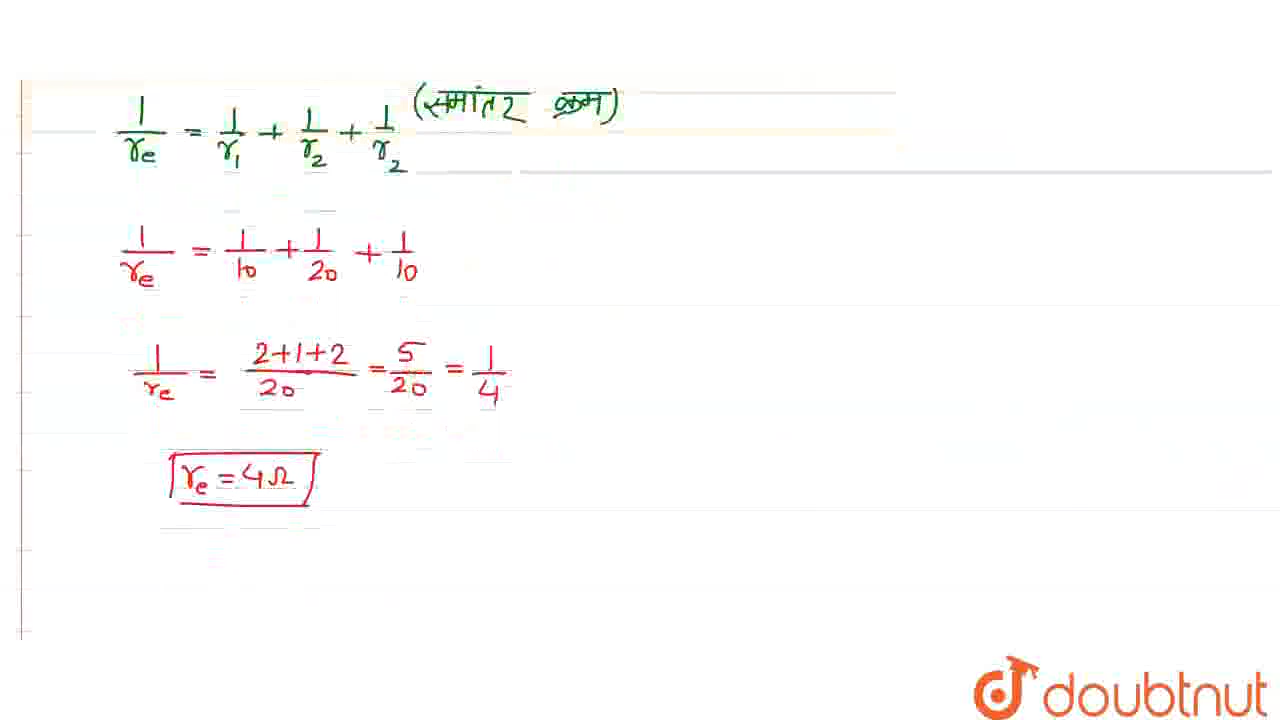 1/rₑ = 1/r₁ + 1/r₂ + 1/r₂ (समांतर क्रम)
1/rₑ = 1/10 + 1/20 + 1/10
1/rₑ = 2+1+2/20 = 5/20 = 1/4
rₑ = 4Ω
doubtnut